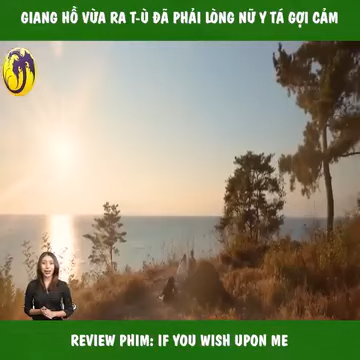 GIANG HỒ VỪA RA T-Ù ĐÃ PHẢI LÒNG NỮ Y TÁ GỢI CẢM
REVIEW PHIM: IF YOU WISH UPON ME